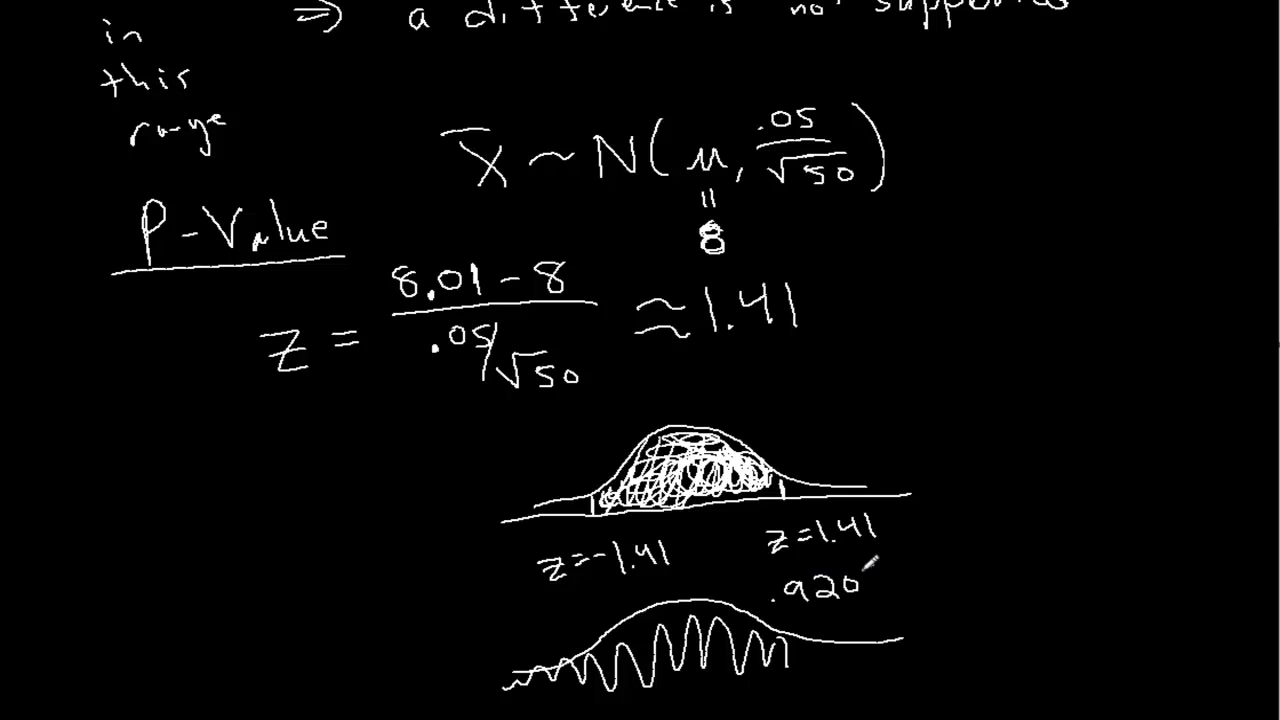 in
⇒ a difference is not supported
this
range
X̄ ~ N(μ, .05/√50)
=
8
P-Value
z = (8.01 - 8)/(.05/√50) ≈ 1.41
z=-1.41
z=1.41
.920